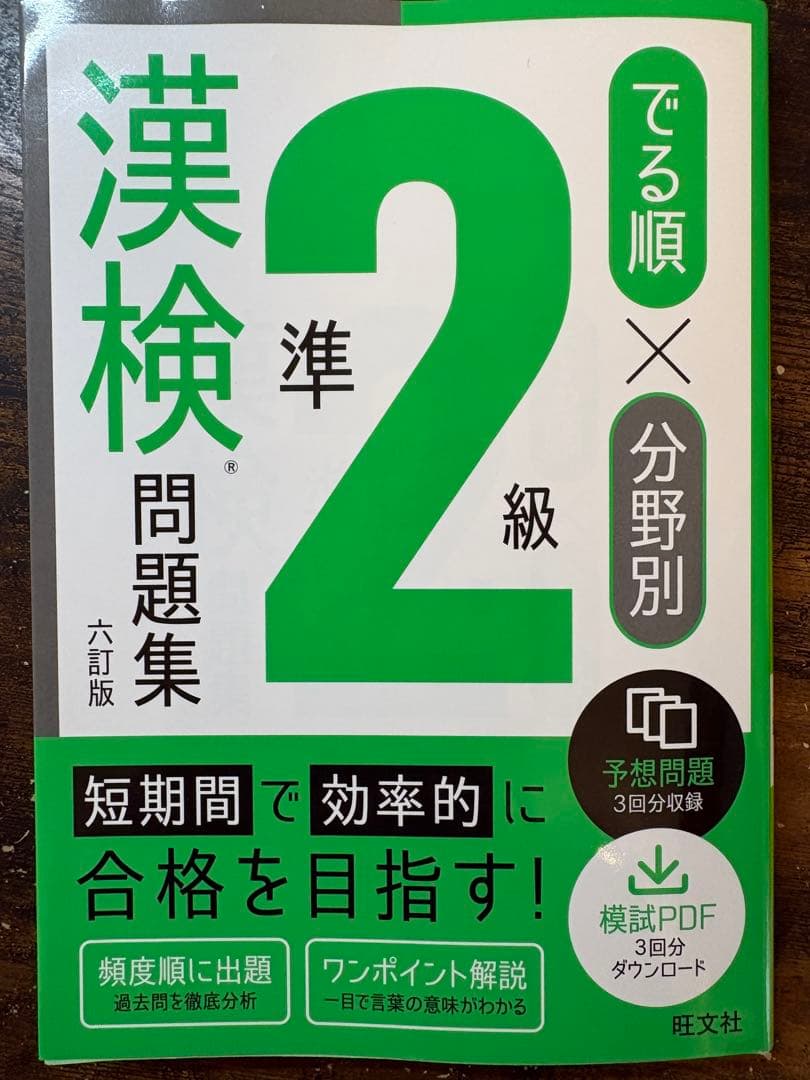 でる順
×
分野別
漢検®
問題集
六訂版
準
2
級
予想問題
3回分収録
模試PDF
3回分
ダウンロード
短期間で効率的に
合格を目指す!
頻度順に出題
過去問を徹底分析
ワンポイント解説
一目で言葉の意味がわかる
旺文社